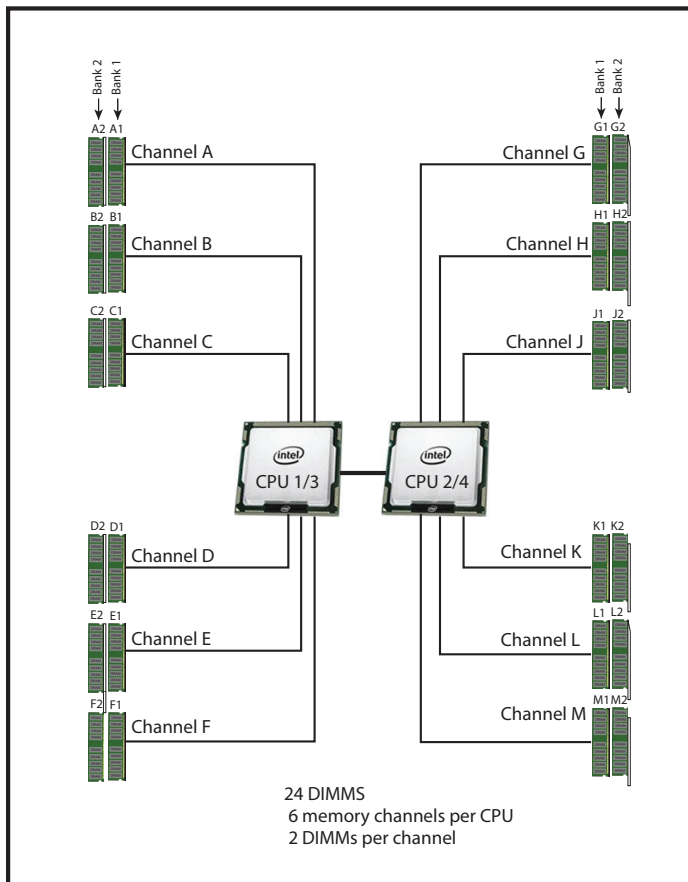 Bank 2
Bank 1
Bank 1
Bank 2
A2 A1
G1 G2
Channel A
Channel G
B2 B1
H1 H2
Channel B
Channel H
C2 C1
J1 J2
Channel C
Channel J
intel
CPU 1/3
intel
CPU 2/4
D2 D1
K1 K2
Channel D
Channel K
E2 E1
L1 L2
Channel E
Channel L
F2 F1
M1 M2
Channel F
Channel M
24 DIMMS
6 memory channels per CPU
2 DIMMs per channel